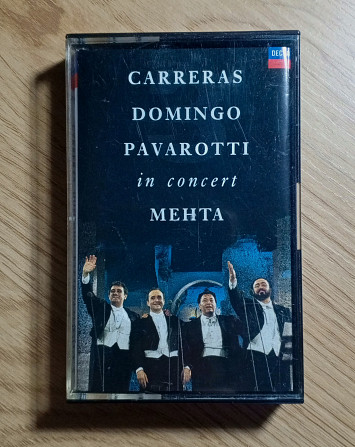 DECCA
CARRERAS
DOMINGO
PAVAROTTI
in concert
MEHTA